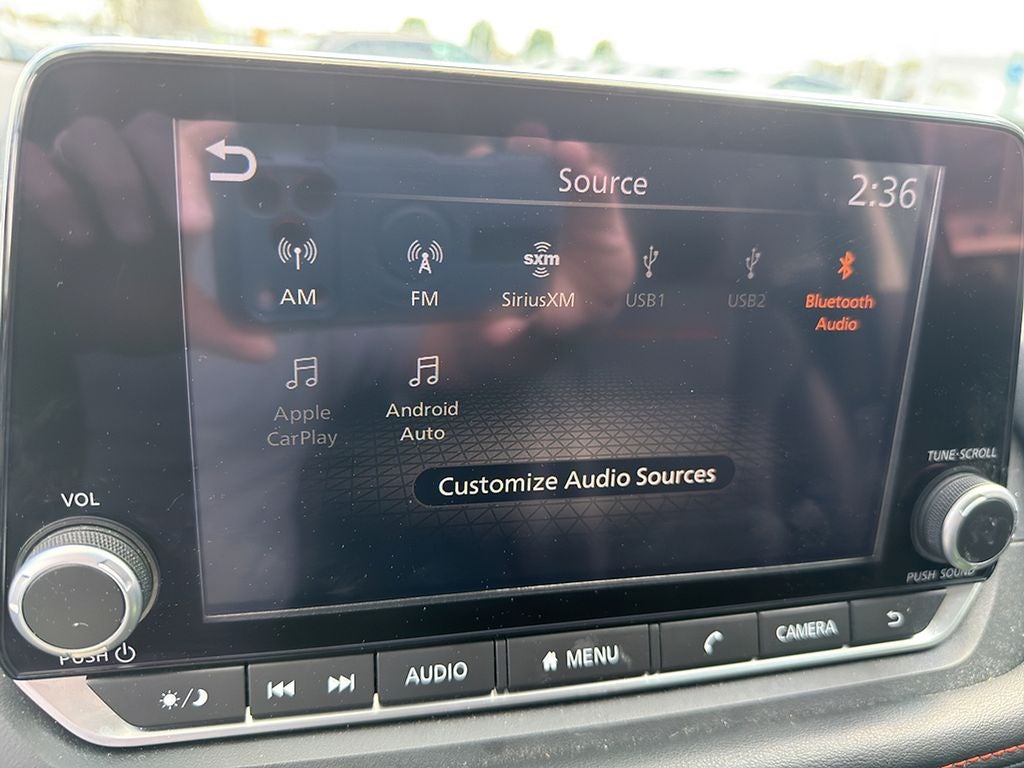 Source
2:36
AM
FM
sxm
SiriusXM
USB1
USB2
Bluetooth
Audio
Apple
CarPlay
Android
Auto
Customize Audio Sources
VOL
TUNE·SCROLL
PUSH
PUSH SOUND
AUDIO
MENU
CAMERA